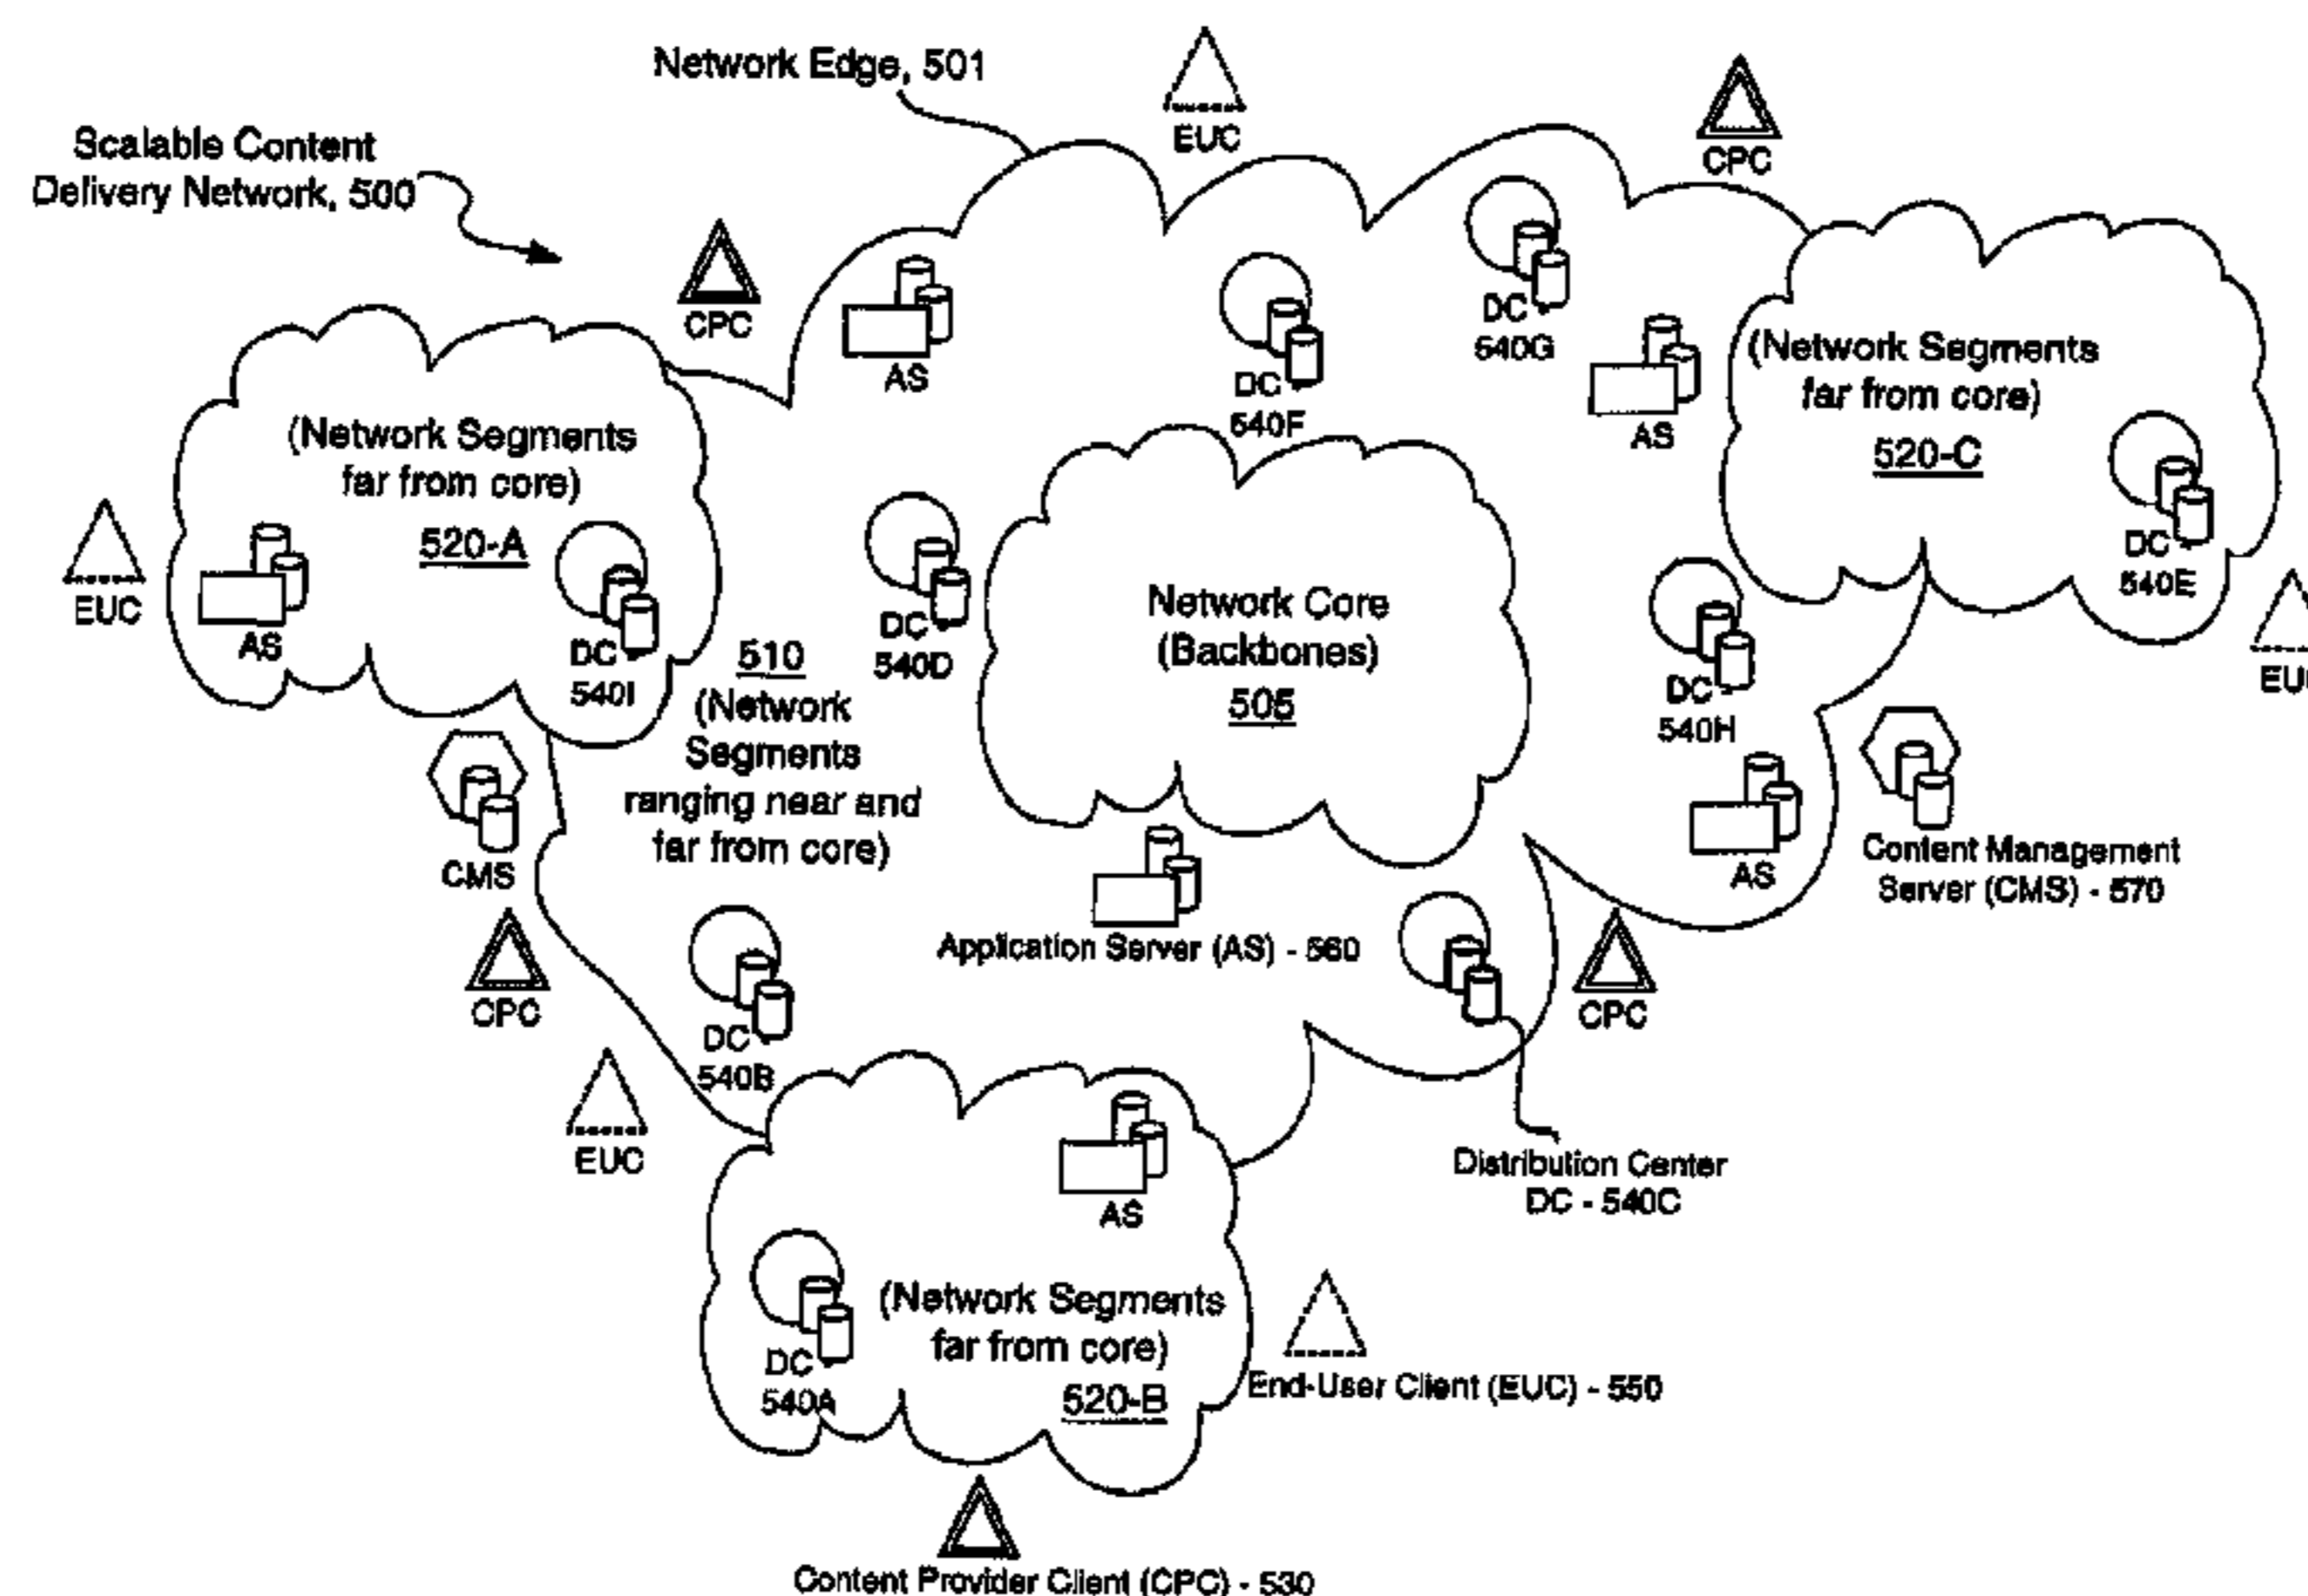 Network Edge, 501
EUC
CPC
Scalable Content
Delivery Network, 500
CPC
AS
DC
540F
DC
540G
AS
(Network Segments
far from core)
520-C
DC
540E
EUC
(Network Segments
far from core)
520-A
AS
DC
540I
EUC
510
(Network
Segments
ranging near and
far from core)
DC
540D
Network Core
(Backbones)
505
DC
540H
AS
Content Management
Server (CMS) - 570
CMS
CPC
Application Server (AS) - 560
CPC
DC
540B
EUC
Distribution Center
DC - 540C
AS
DC
540A
(Network Segments
far from core)
520-B
End-User Client (EUC) - 550
Content Provider Client (CPC) - 530